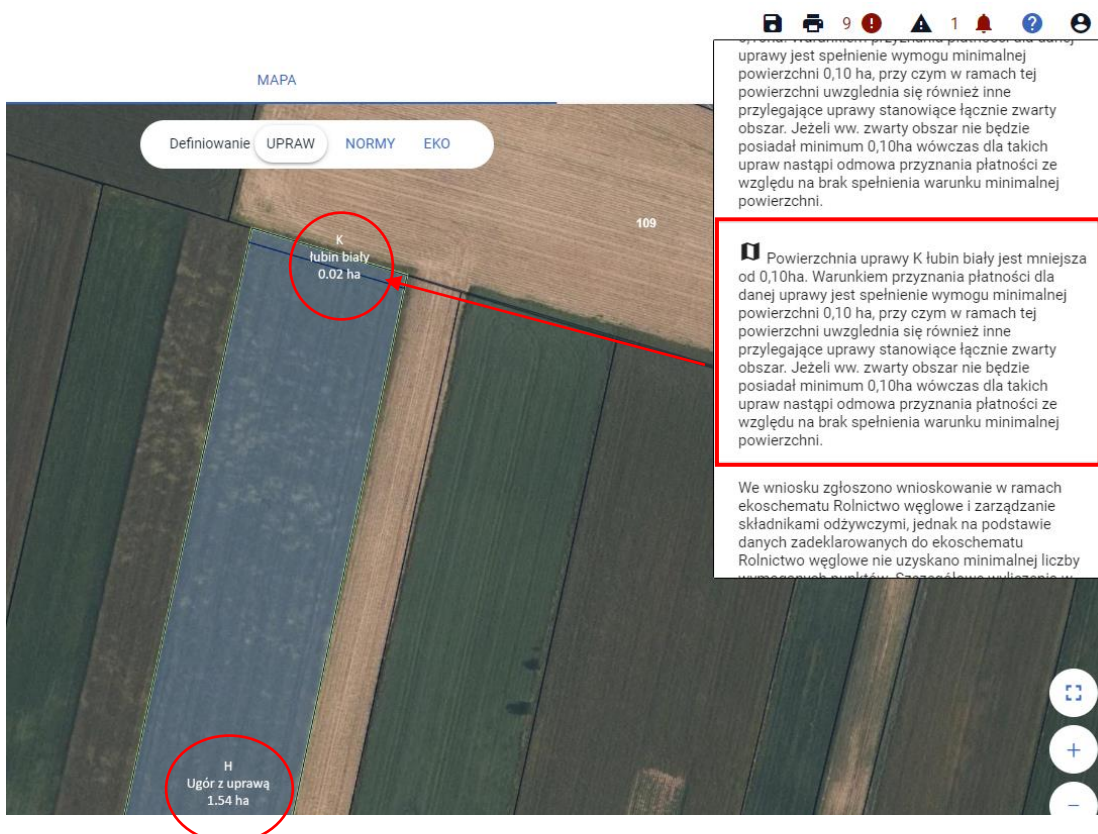 9 1
MAPA
Definiowanie UPRAW NORMY EKO
109
K
łubin biały
0.02 ha
H
Ugór z uprawą
1.54 ha
uprawy jest spełnienie wymogu minimalnej
powierzchni 0,10 ha, przy czym w ramach tej
powierzchni uwzglednia się również inne
przylegające uprawy stanowiące łącznie zwarty
obszar. Jeżeli ww. zwarty obszar nie będzie
posiadał minimum 0,10ha wówczas dla takich
upraw nastąpi odmowa przyznania płatności ze
względu na brak spełnienia warunku minimalnej
powierzchni.
Powierzchnia uprawy K łubin biały jest mniejsza
od 0,10ha. Warunkiem przyznania płatności dla
danej uprawy jest spełnienie wymogu minimalnej
powierzchni 0,10 ha, przy czym w ramach tej
powierzchni uwzglednia się również inne
przylegające uprawy stanowiące łącznie zwarty
obszar. Jeżeli ww. zwarty obszar nie będzie
posiadał minimum 0,10ha wówczas dla takich
upraw nastąpi odmowa przyznania płatności ze
względu na brak spełnienia warunku minimalnej
powierzchni.
We wniosku zgłoszono wnioskowanie w ramach
ekoschematu Rolnictwo węglowe i zarządzanie
składnikami odżywczymi, jednak na podstawie
danych zadeklarowanych do ekoschematu
Rolnictwo węglowe nie uzyskano minimalnej liczby